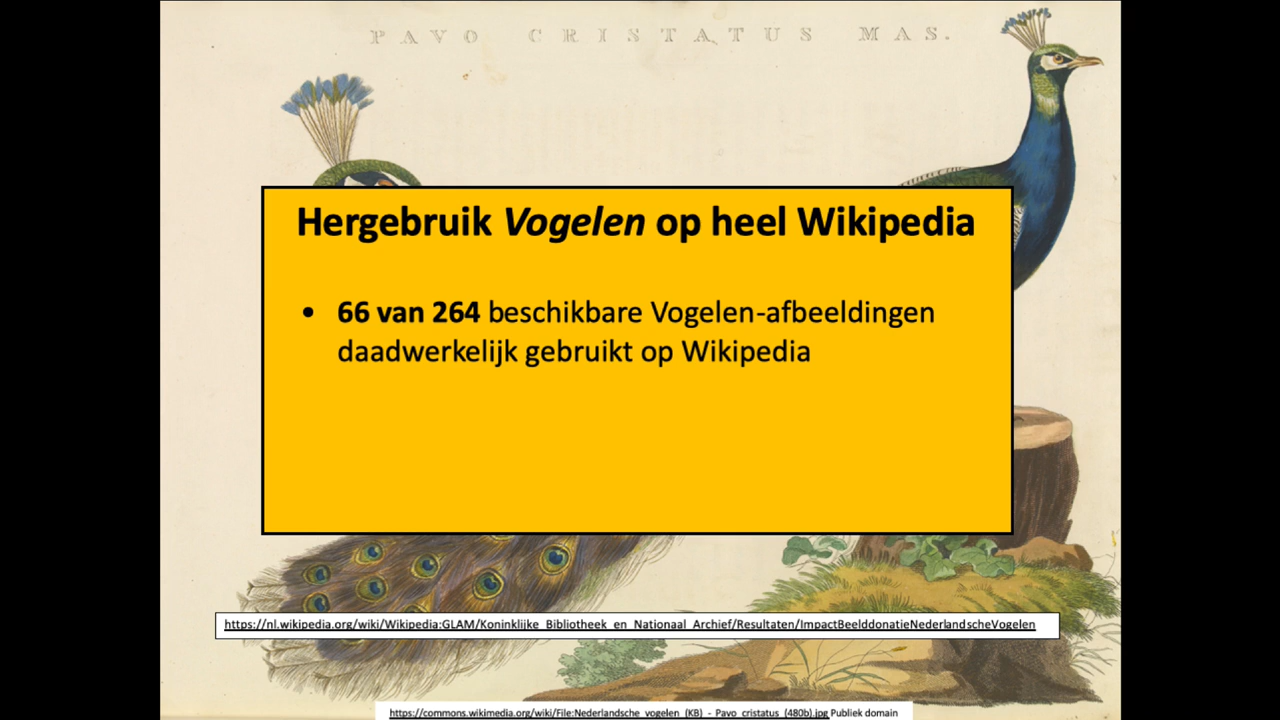 PAVO CRISTATUS MAS.
Hergebruik Vogelen op heel Wikipedia
• 66 van 264 beschikbare Vogelen-afbeeldingen
daadwerkelijk gebruikt op Wikipedia
https://nl.wikipedia.org/wiki/Wikipedia:GLAM/Koninklijke_Bibliotheek_en_Nationaal_Archief/Resultaten/ImpactBeelddonatieNederlandscheVogelen
https://commons.wikimedia.org/wiki/File:Nederlandsche_vogelen_(KB)_-_Pavo_cristatus_(480b).jpg Publiek domain